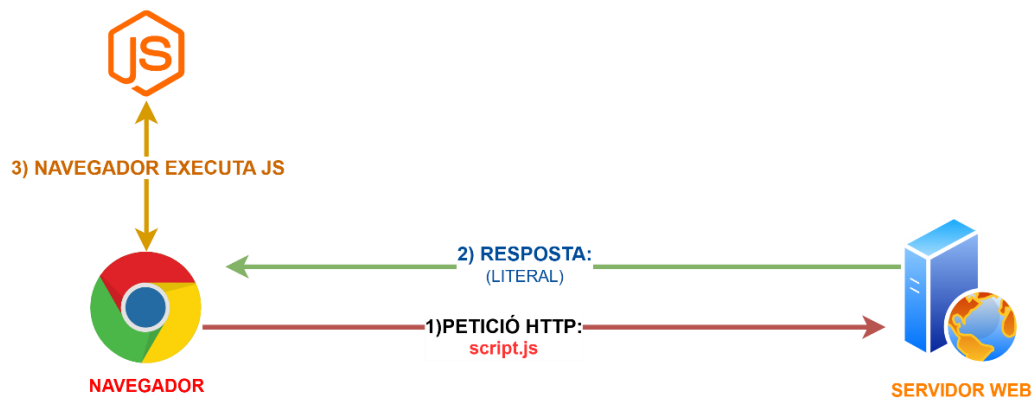 JS
3) NAVEGADOR EXECUTA JS
2) RESPOSTA:
(LITERAL)
1)PETICIÓ HTTP:
script.js
NAVEGADOR
SERVIDOR WEB